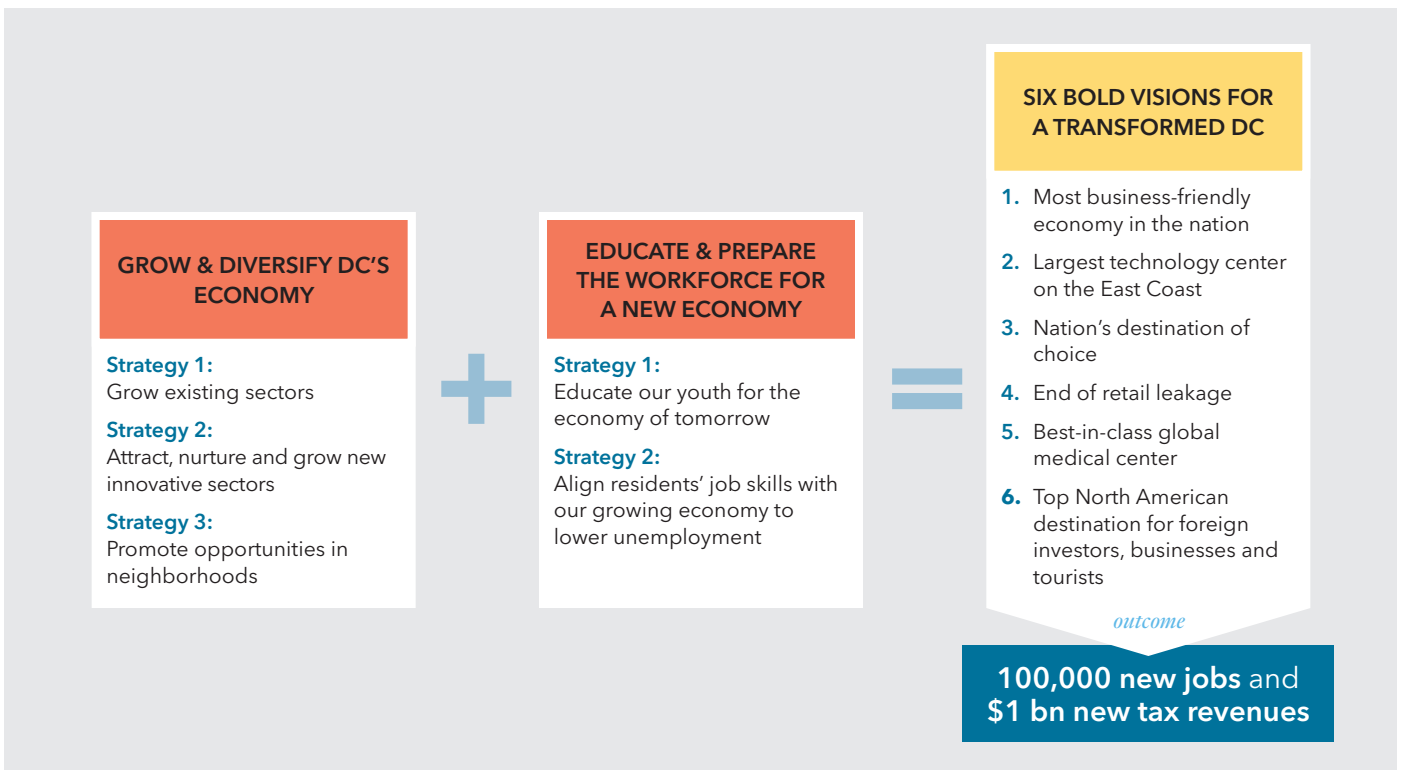 GROW & DIVERSIFY DC’S
ECONOMY
Strategy 1:
Grow existing sectors
Strategy 2:
Attract, nurture and grow new
innovative sectors
Strategy 3:
Promote opportunities in
neighborhoods
+
EDUCATE & PREPARE
THE WORKFORCE FOR
A NEW ECONOMY
Strategy 1:
Educate our youth for the
economy of tomorrow
Strategy 2:
Align residents’ job skills with
our growing economy to
lower unemployment
=
SIX BOLD VISIONS FOR
A TRANSFORMED DC
1. Most business-friendly
economy in the nation
2. Largest technology center
on the East Coast
3. Nation’s destination of
choice
4. End of retail leakage
5. Best-in-class global
medical center
6. Top North American
destination for foreign
investors, businesses and
tourists
outcome
100,000 new jobs and
$1 bn new tax revenues